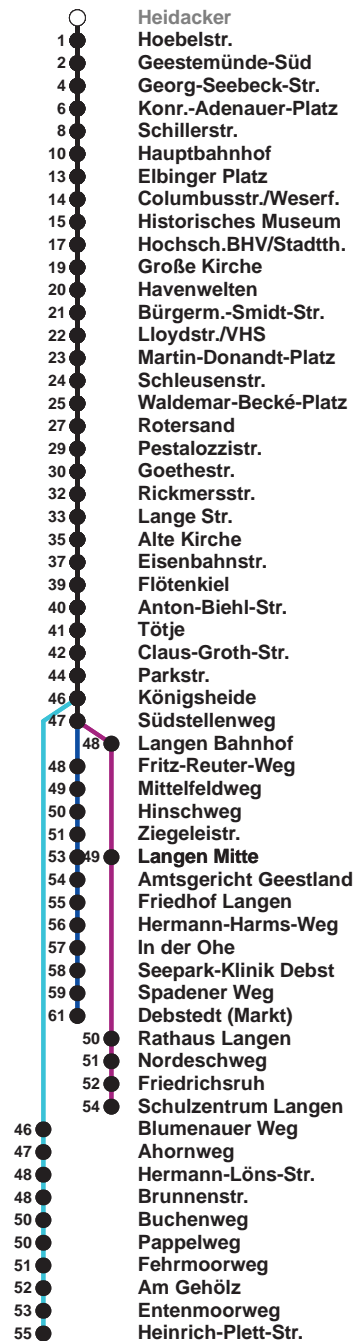 Heidacker
1 Hoebelstr.
2 Geestemünde-Süd
4 Georg-Seebeck-Str.
6 Konr.-Adenauer-Platz
8 Schillerstr.
10 Hauptbahnhof
13 Elbinger Platz
14 Columbusstr./Weserf.
15 Historisches Museum
17 Hochsch.BHV/Stadtth.
19 Große Kirche
20 Havenwelten
21 Bürgerm.-Smidt-Str.
22 Lloydstr./VHS
23 Martin-Donandt-Platz
24 Schleusenstr.
25 Waldemar-Becké-Platz
27 Rotersand
29 Pestalozzistr.
30 Goethestr.
32 Rickmersstr.
33 Lange Str.
35 Alte Kirche
37 Eisenbahnstr.
39 Flötenkiel
40 Anton-Biehl-Str.
41 Tötje
42 Claus-Groth-Str.
44 Parkstr.
46 Königsheide
47 Südstellenweg
48 Langen Bahnhof
48 Fritz-Reuter-Weg
49 Mittelfeldweg
50 Hinschweg
51 Ziegeleistr.
53 49 Langen Mitte
54 Amtsgericht Geestland
55 Friedhof Langen
56 Hermann-Harms-Weg
57 In der Ohe
58 Seepark-Klinik Debst
59 Spadener Weg
61 Debstedt (Markt)
50 Rathaus Langen
51 Nordeschweg
52 Friedrichsruh
54 Schulzentrum Langen
46 Blumenauer Weg
47 Ahornweg
48 Hermann-Löns-Str.
48 Brunnenstr.
50 Buchenweg
50 Pappelweg
51 Fehrmoorweg
52 Am Gehölz
53 Entenmoorweg
55 Heinrich-Plett-Str.